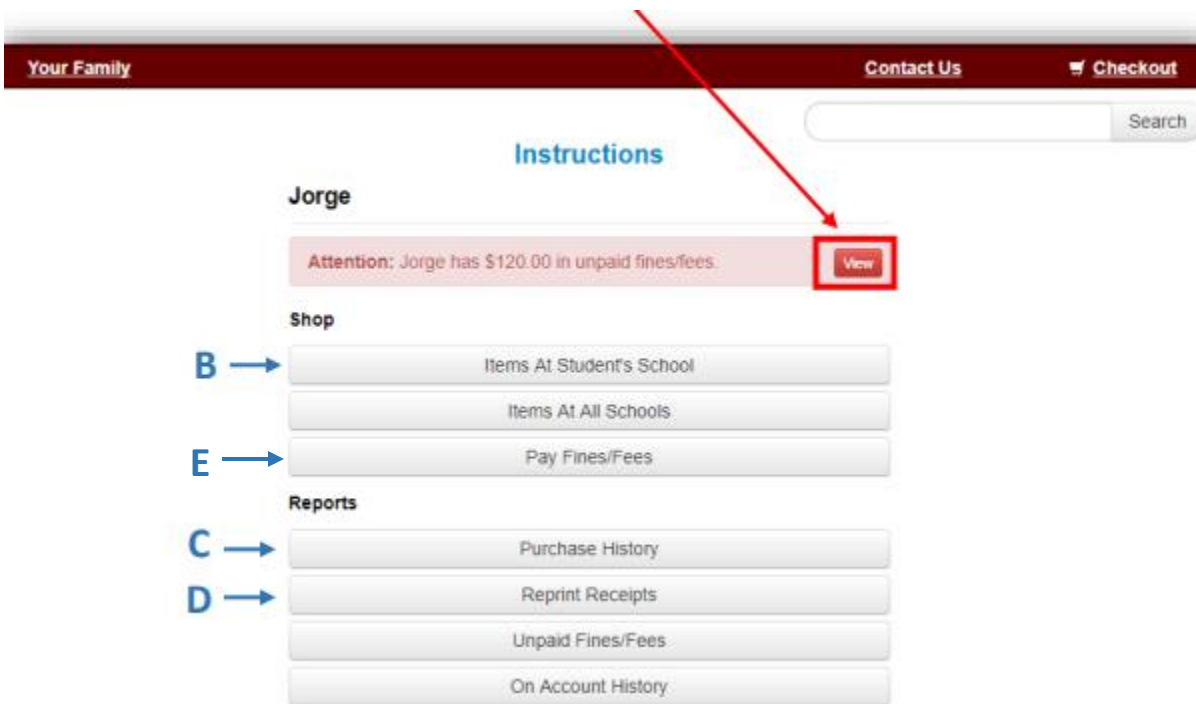 Your Family Contact Us Checkout
Search
Instructions
Jorge
Attention: Jorge has $120.00 in unpaid fines/fees. View
Shop
B Items At Student's School
Items At All Schools
E Pay Fines/Fees
Reports
C Purchase History
D Reprint Receipts
Unpaid Fines/Fees
On Account History